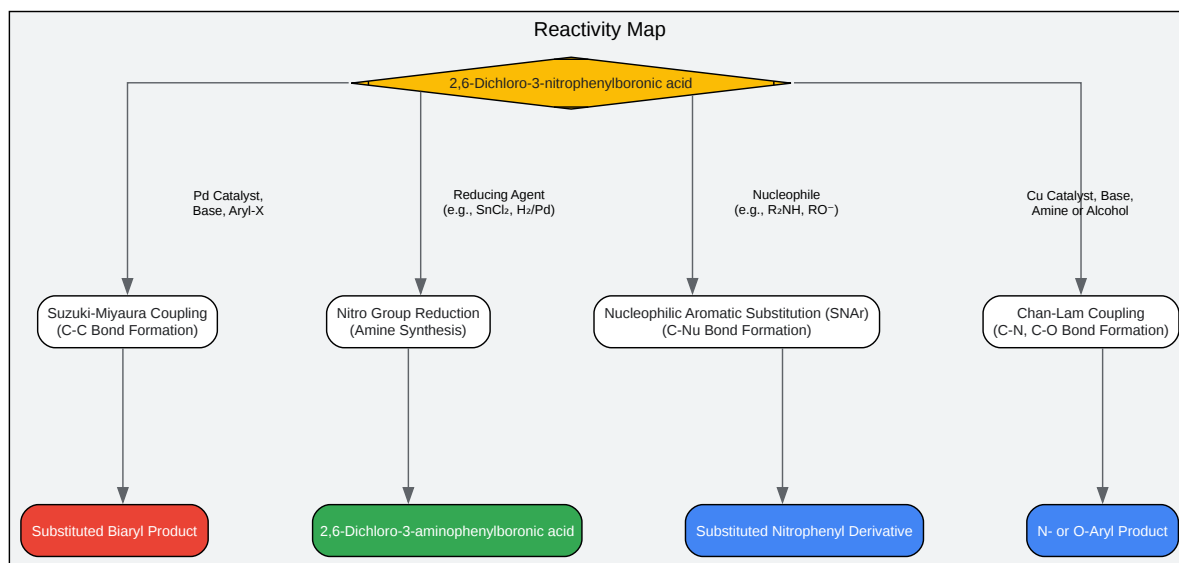 Reactivity Map
2,6-Dichloro-3-nitrophenylboronic acid
Pd Catalyst,
Base, Aryl-X
Reducing Agent
(e.g., SnCl₂, H₂/Pd)
Nucleophile
(e.g., R₂NH, RO⁻)
Cu Catalyst, Base,
Amine or Alcohol
Suzuki-Miyaura Coupling
(C-C Bond Formation)
Nitro Group Reduction
(Amine Synthesis)
Nucleophilic Aromatic Substitution (SNAr)
(C-Nu Bond Formation)
Chan-Lam Coupling
(C-N, C-O Bond Formation)
Substituted Biaryl Product
2,6-Dichloro-3-aminophenylboronic acid
Substituted Nitrophenyl Derivative
N- or O-Aryl Product